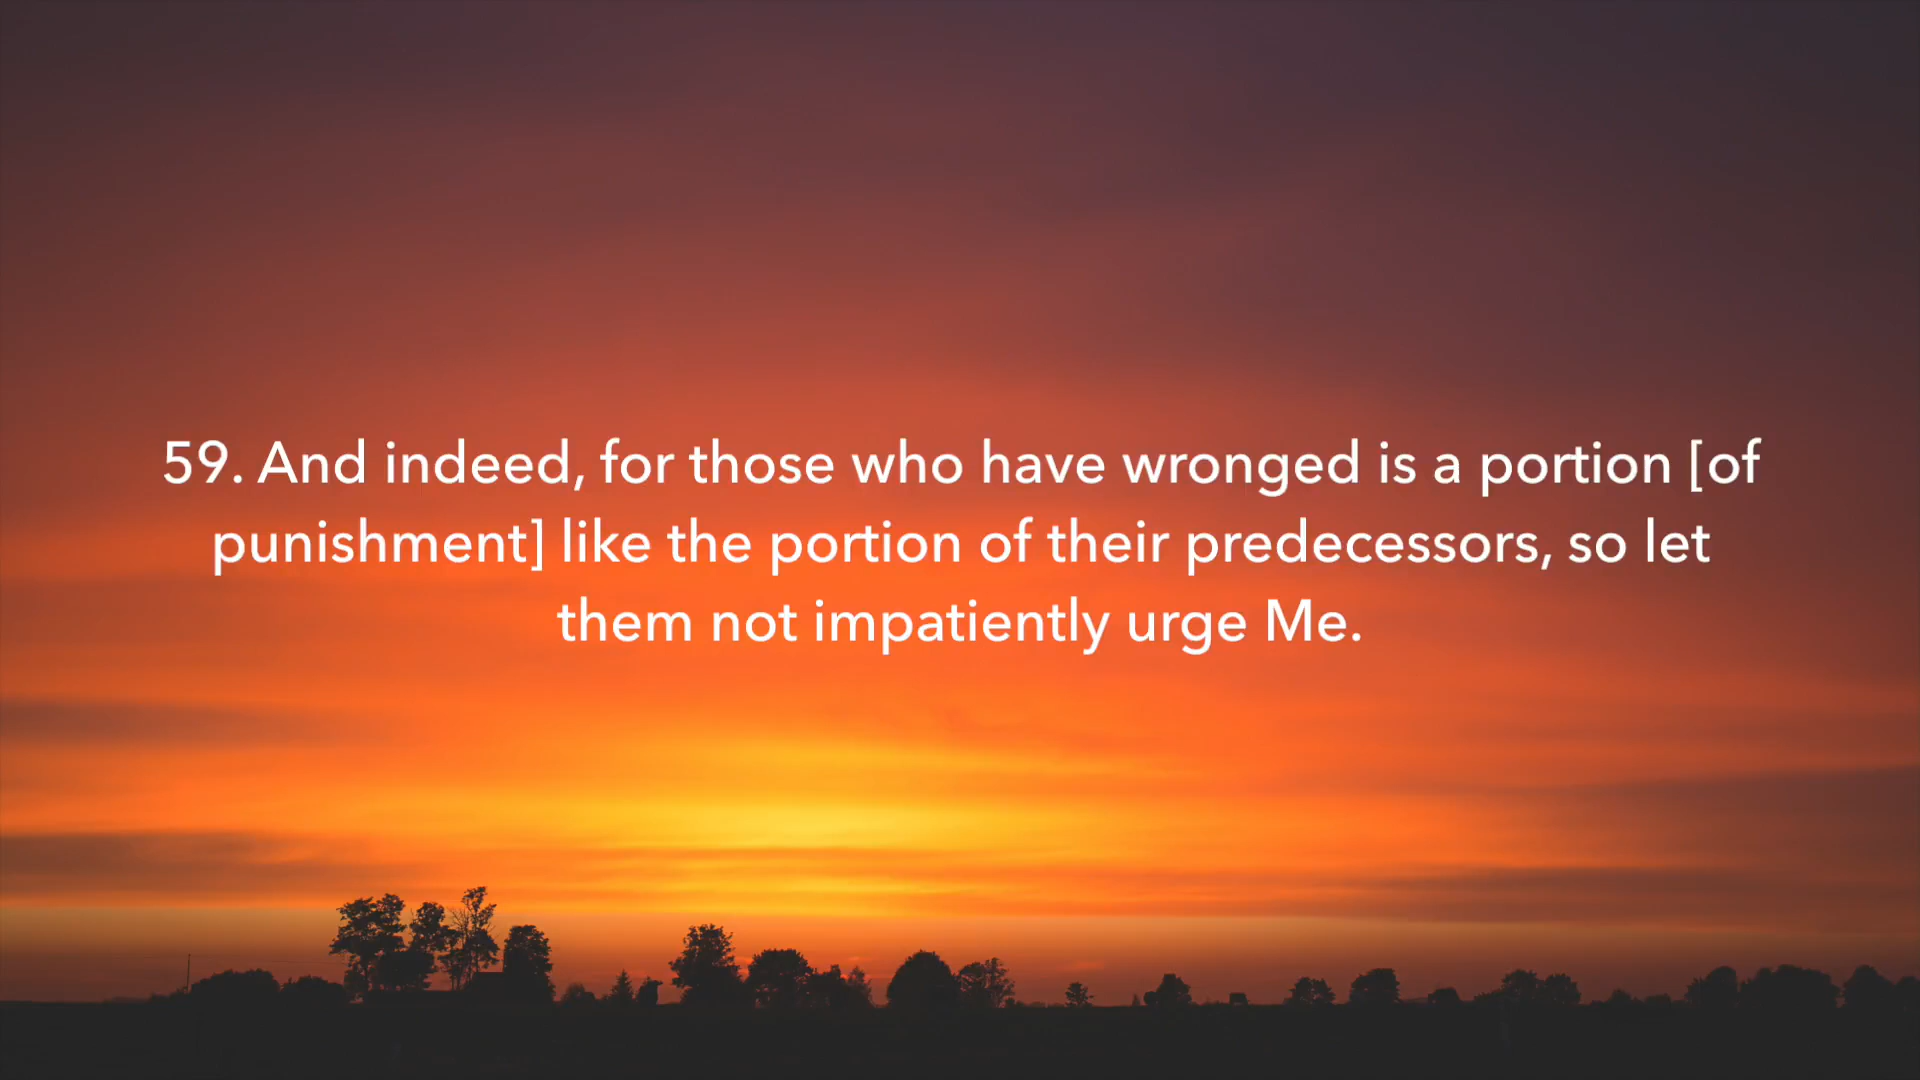 59. And indeed, for those who have wronged is a portion [of
punishment] like the portion of their predecessors, so let
them not impatiently urge Me.